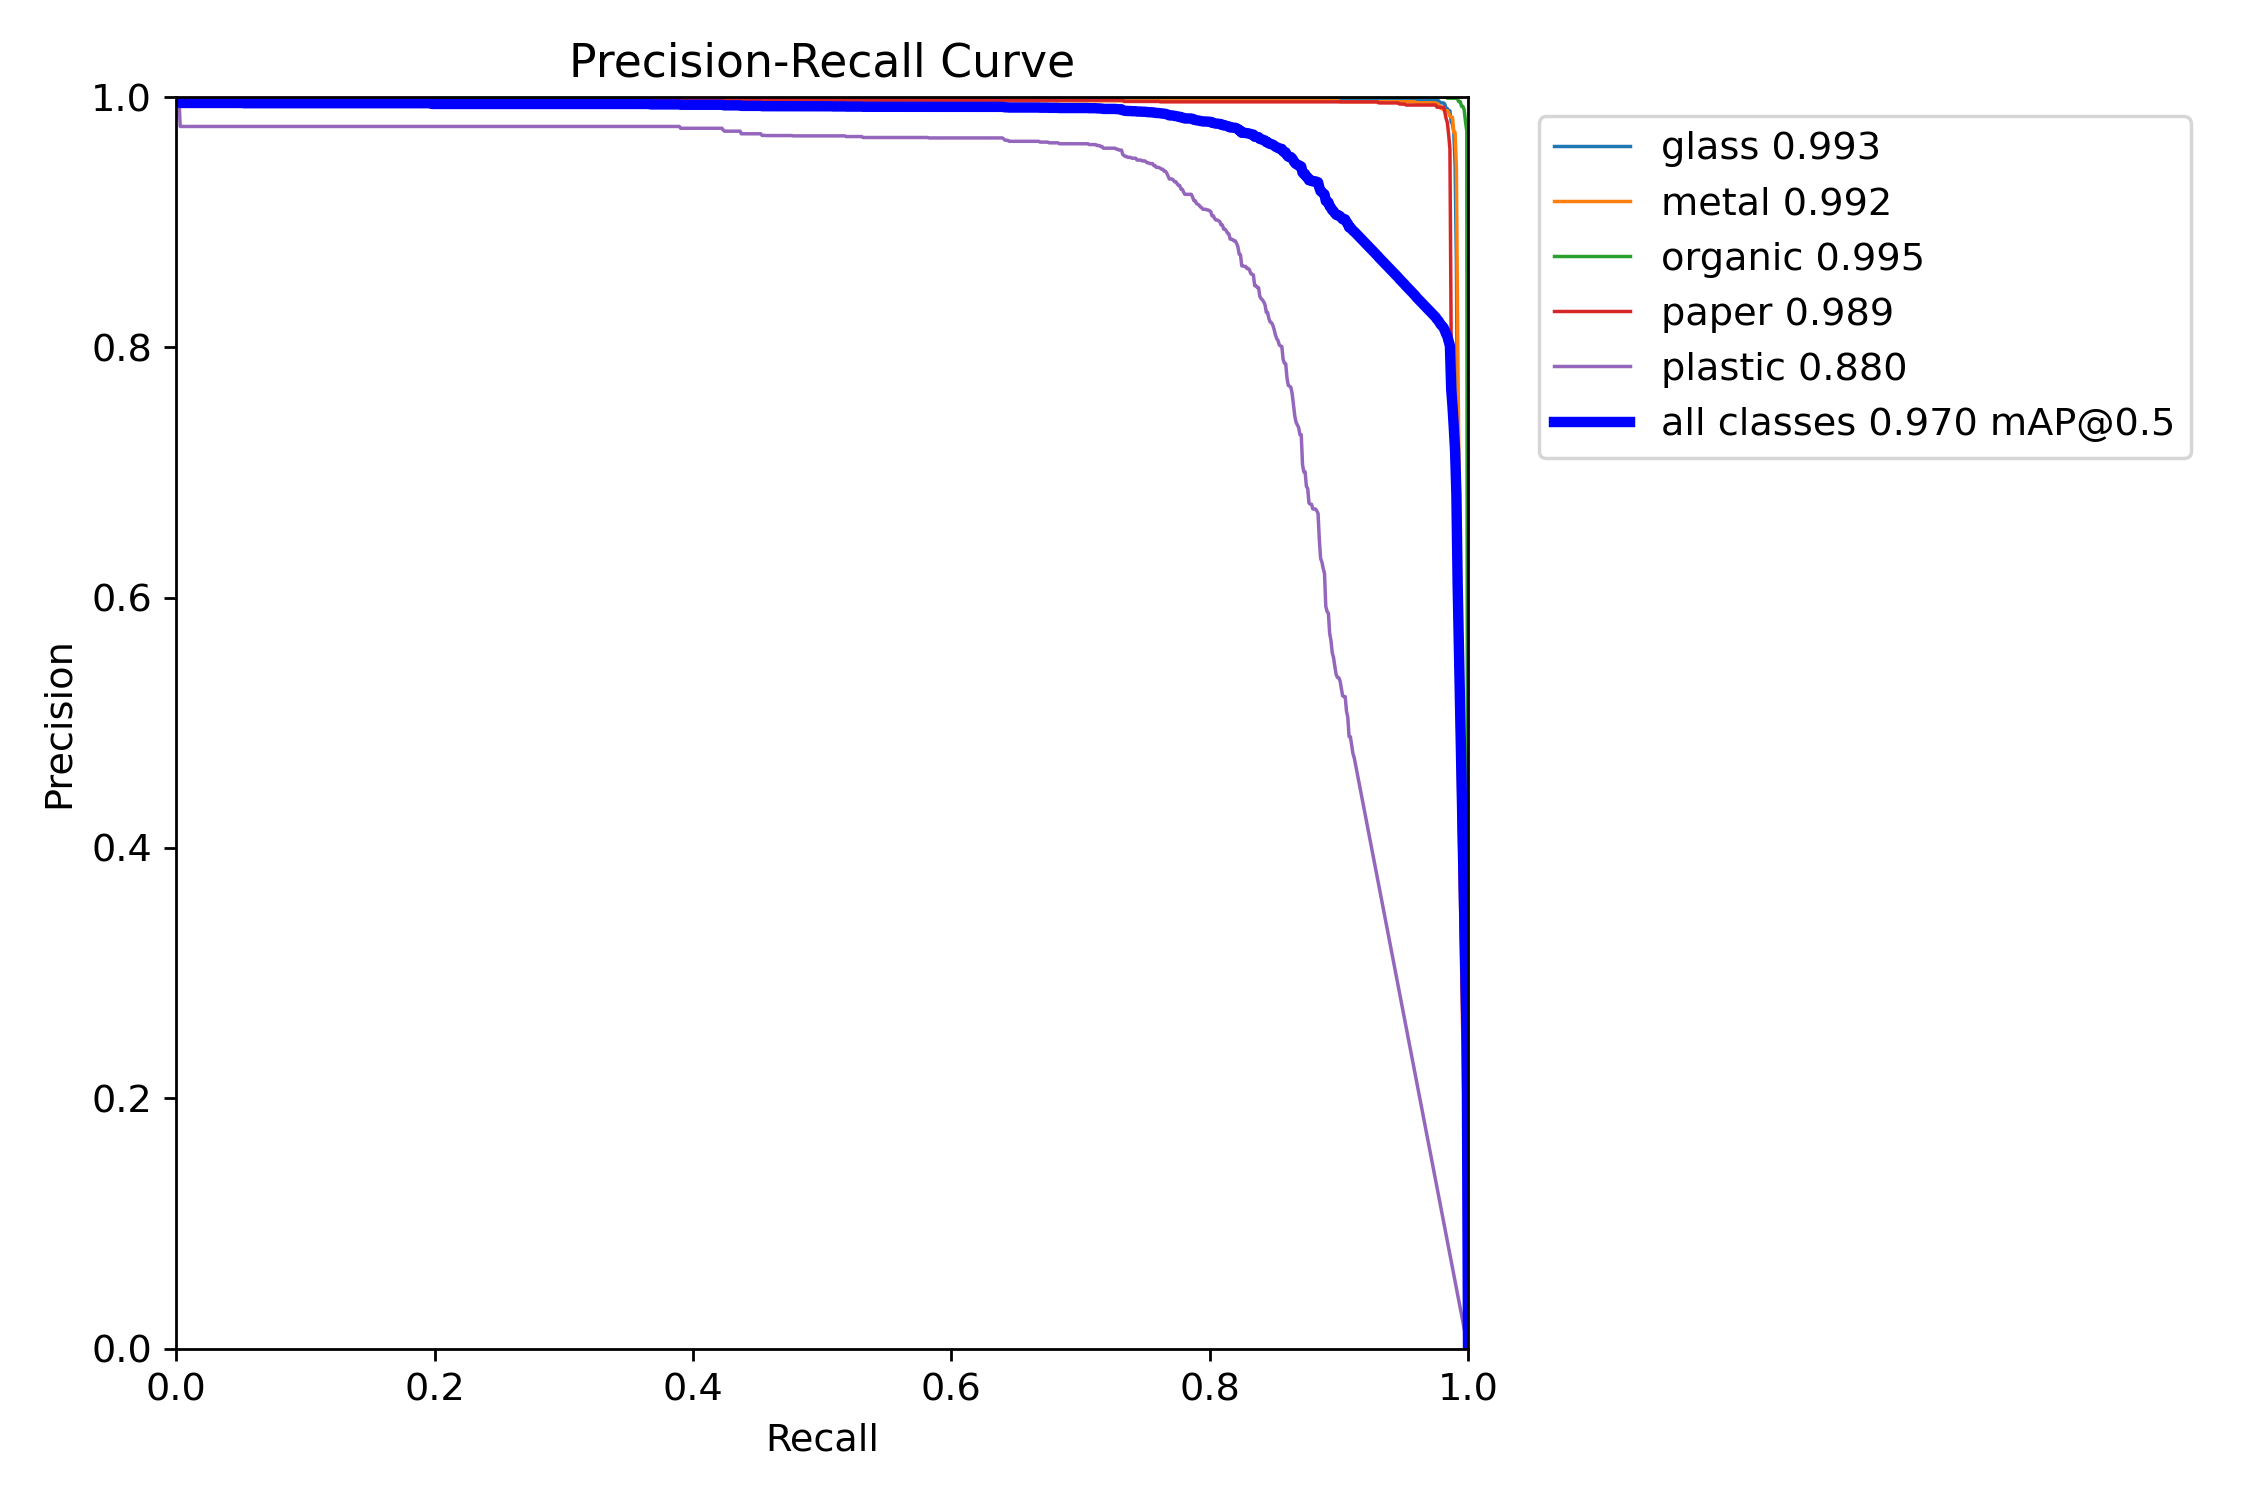 Precision-Recall Curve
1.0
0.8
0.6
0.4
0.2
0.0
Precision
0.0 0.2 0.4 0.6 0.8 1.0
Recall
glass 0.993
metal 0.992
organic 0.995
paper 0.989
plastic 0.880
all classes 0.970 mAP@0.5